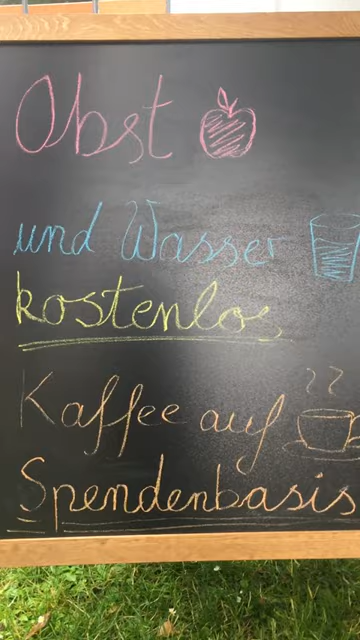 Obst
und Wasser
kostenlos,
Kaffee auf
Spendenbasis